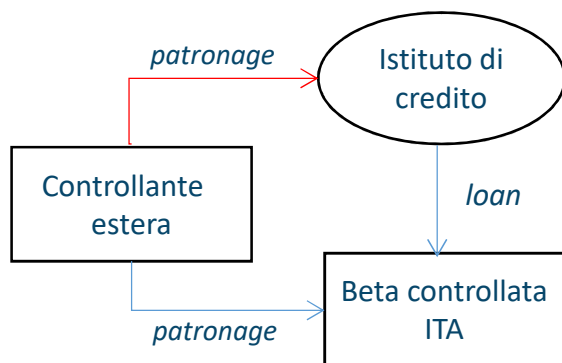 patronage
Istituto di
credito
Controllante
estera
loan
Beta controllata
ITA
patronage